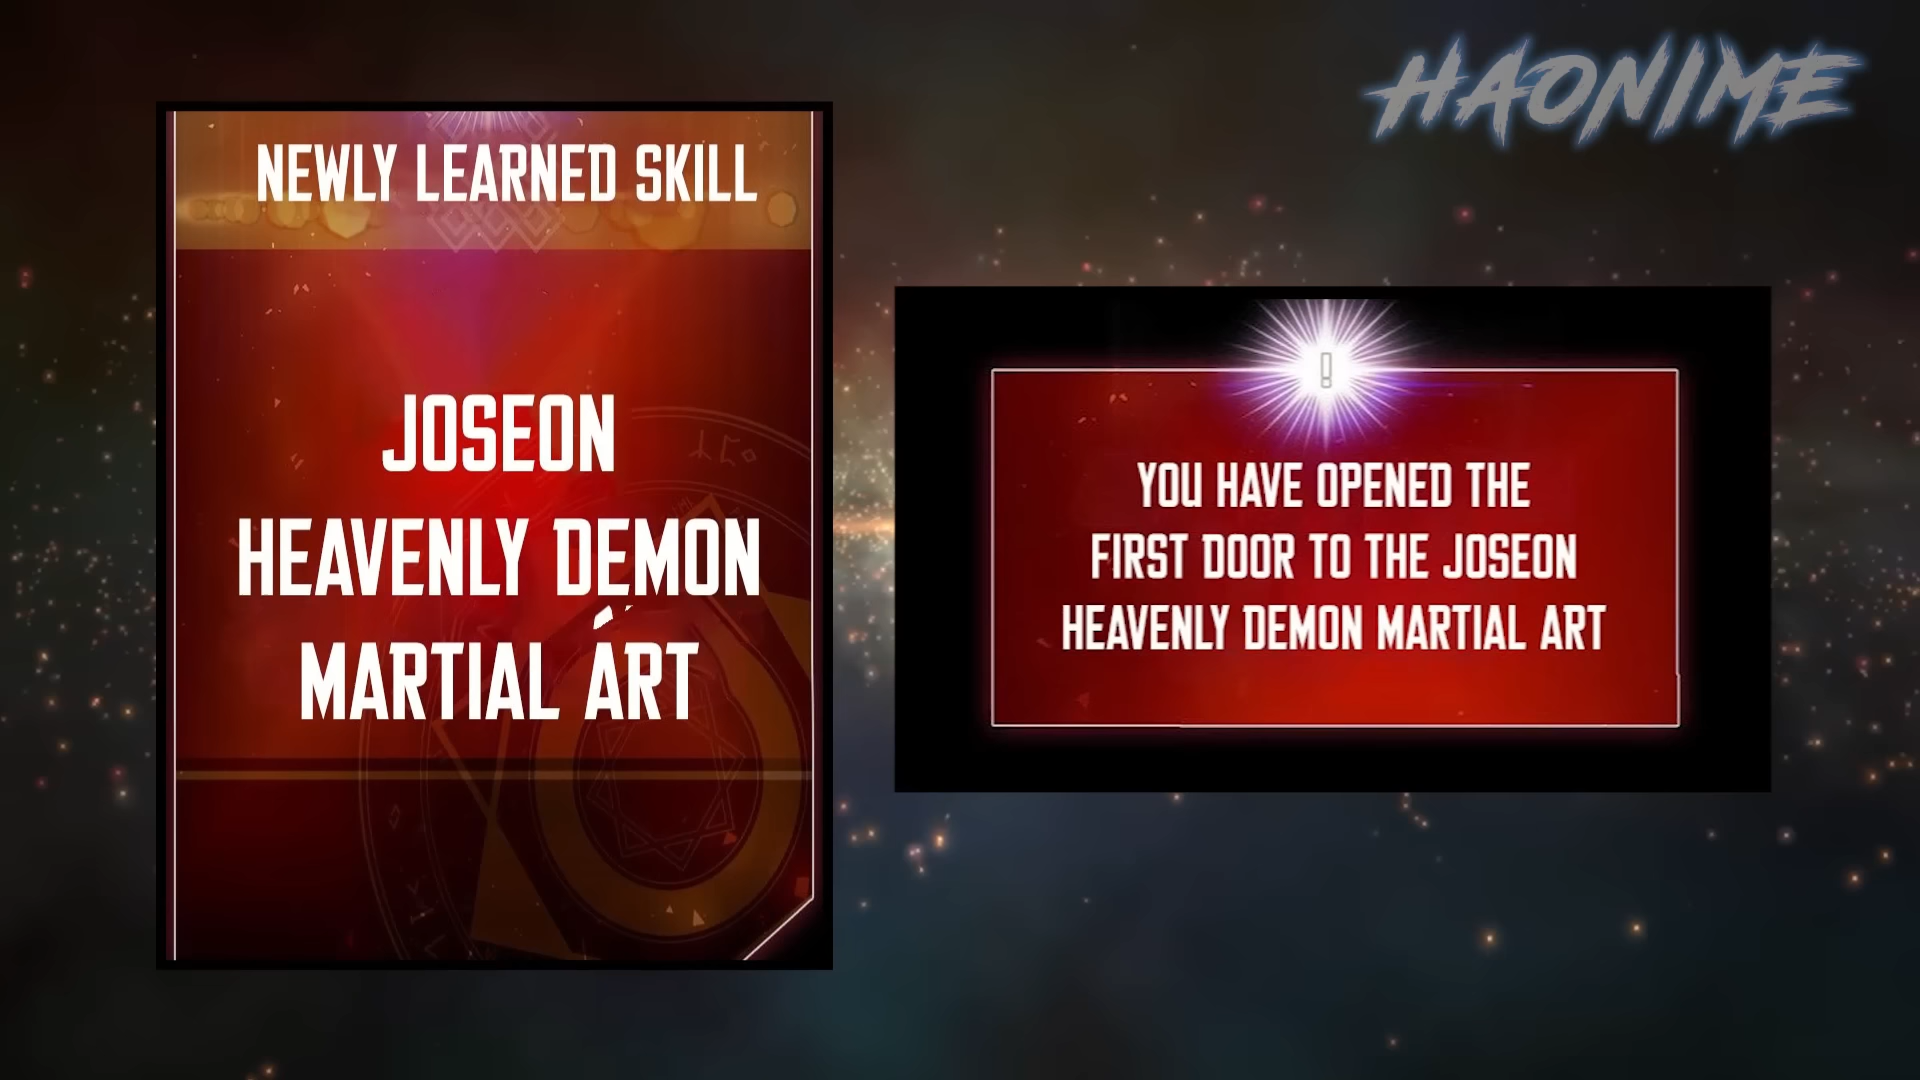 HAONIME
NEWLY LEARNED SKILL
JOSEON
HEAVENLY DEMON
MARTIAL ART
!
YOU HAVE OPENED THE
FIRST DOOR TO THE JOSEON
HEAVENLY DEMON MARTIAL ART